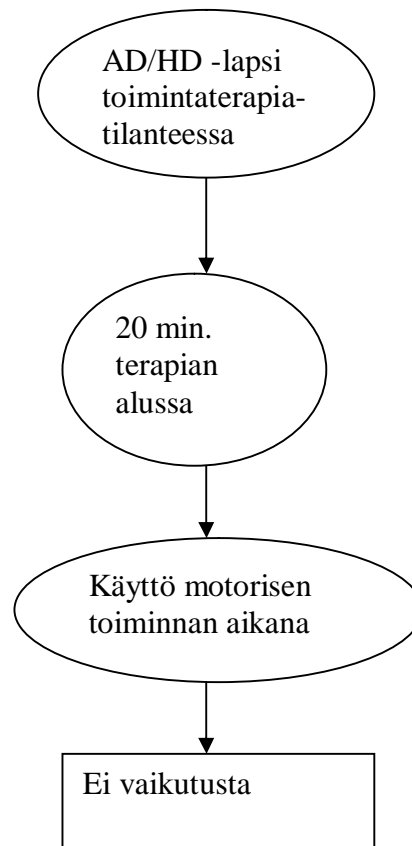 AD/HD -lapsi
toimintaterapia-
tilanteessa
20 min.
terapian
alussa
Käyttö motorisen
toiminnan aikana
Ei vaikutusta